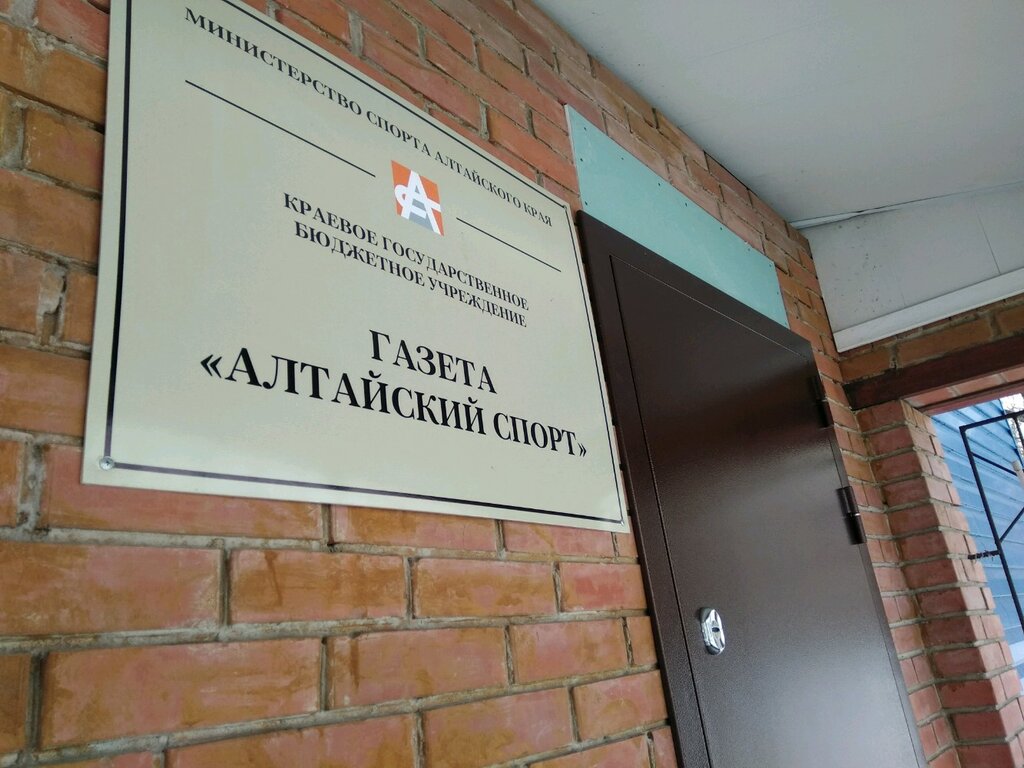 МИНИСТЕРСТВО СПОРТА АЛТАЙСКОГО КРАЯ
КРАЕВОЕ ГОСУДАРСТВЕННОЕ
БЮДЖЕТНОЕ УЧРЕЖДЕНИЕ
ГАЗЕТА
«АЛТАЙСКИЙ СПОРТ»